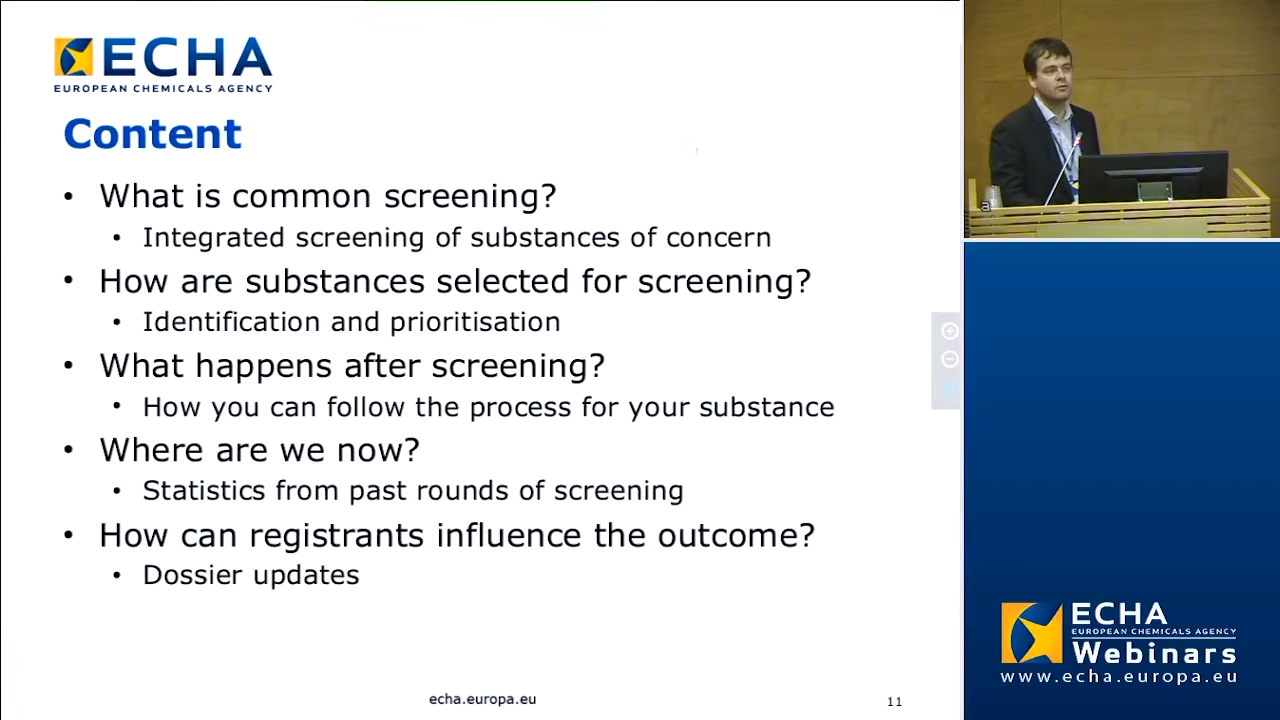 ECHA
EUROPEAN CHEMICALS AGENCY
Content
• What is common screening?
• Integrated screening of substances of concern
• How are substances selected for screening?
• Identification and prioritisation
• What happens after screening?
• How you can follow the process for your substance
• Where are we now?
• Statistics from past rounds of screening
• How can registrants influence the outcome?
• Dossier updates
echa.europa.eu
11
ECHA
EUROPEAN CHEMICALS AGENCY
Webinars
www.echa.europa.eu